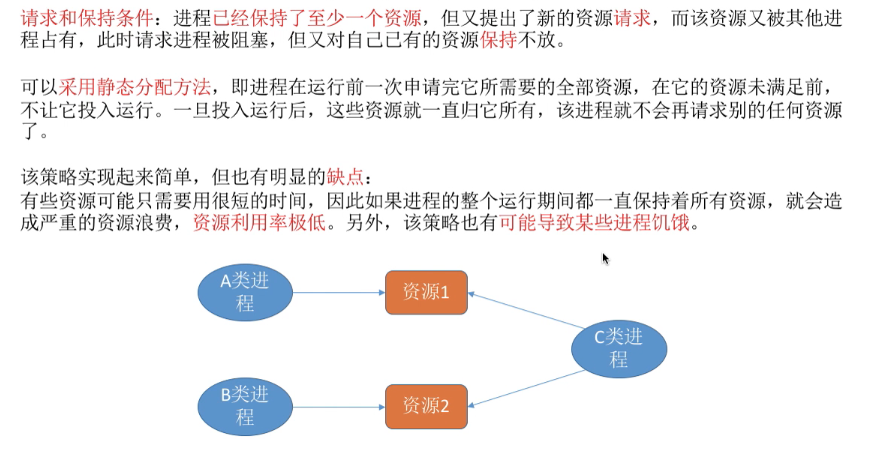 请求和保持条件：进程已经保持了至少一个资源，但又提出了新的资源请求，而该资源又被其他进
程占有，此时请求进程被阻塞，但又对自己已有的资源保持不放。
可以采用静态分配方法，即进程在运行前一次申请完它所需要的全部资源，在它的资源未满足前，
不让它投入运行。一旦投入运行后，这些资源就一直归它所有，该进程就不会再请求别的任何资源
了。
该策略实现起来简单，但也有明显的缺点：
有些资源可能只需要用很短的时间，因此如果进程的整个运行期间都一直保持着所有资源，就会造
成严重的资源浪费，资源利用率极低。另外，该策略也有可能导致某些进程饥饿。
A类进
程
资源1
C类进
程
B类进
程
资源2